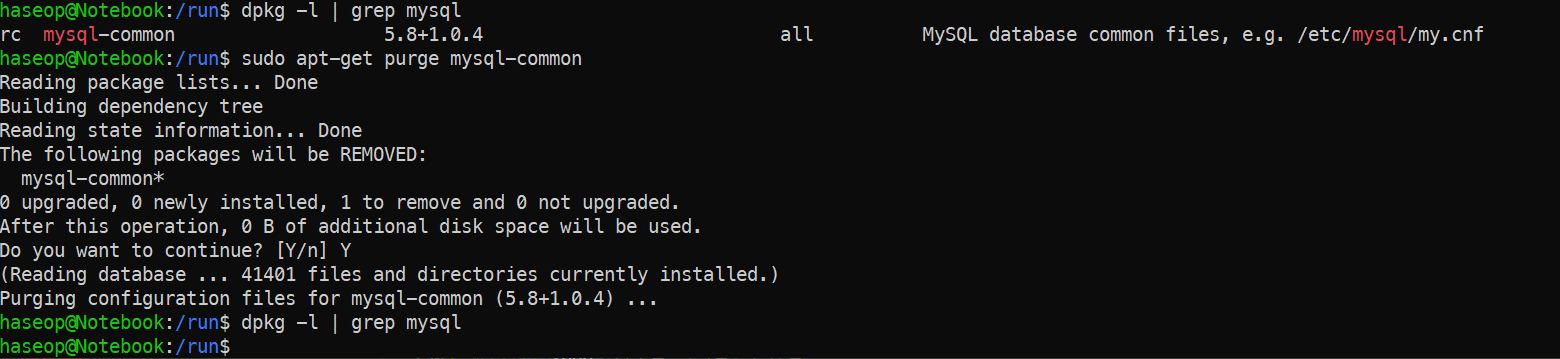 haseop@Notebook:/run$ dpkg -l | grep mysql
rc  mysql-common                   5.8+1.0.4                           all          MySQL database common files, e.g. /etc/mysql/my.cnf
haseop@Notebook:/run$ sudo apt-get purge mysql-common
Reading package lists... Done
Building dependency tree
Reading state information... Done
The following packages will be REMOVED:
  mysql-common*
0 upgraded, 0 newly installed, 1 to remove and 0 not upgraded.
After this operation, 0 B of additional disk space will be used.
Do you want to continue? [Y/n] Y
(Reading database ... 41401 files and directories currently installed.)
Purging configuration files for mysql-common (5.8+1.0.4) ...
haseop@Notebook:/run$ dpkg -l | grep mysql
haseop@Notebook:/run$